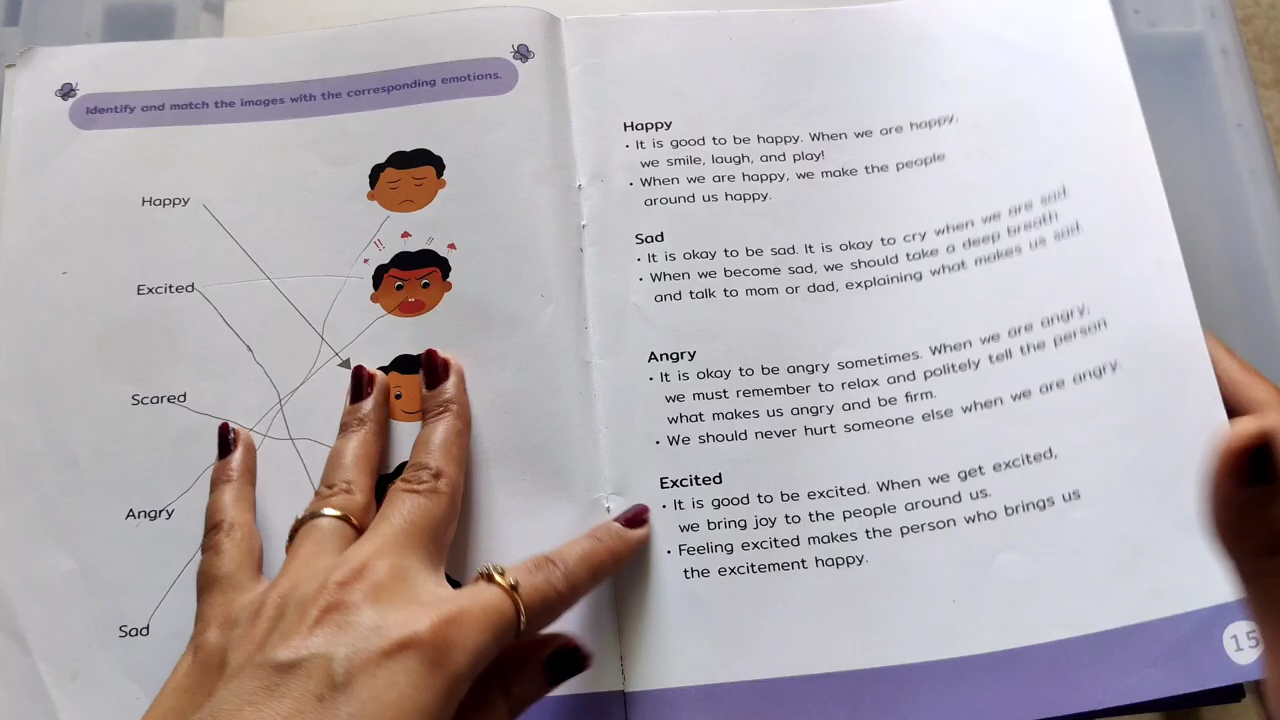 Identify and match the images with the corresponding emotions.
Happy
Excited
Scared
Angry
Sad
Happy
• It is good to be happy. When we are happy,
we smile, laugh, and play!
• When we are happy, we make the people
around us happy.
Sad
• It is okay to be sad. It is okay to cry when we are sad.
• When we become sad, we should take a deep breath
and talk to mom or dad, explaining what makes us sad.
Angry
• It is okay to be angry sometimes. When we are angry,
we must remember to relax and politely tell the person
what makes us angry and be firm.
• We should never hurt someone else when we are angry.
Excited
• It is good to be excited. When we get excited,
we bring joy to the people around us.
• Feeling excited makes the person who brings us
the excitement happy.
15